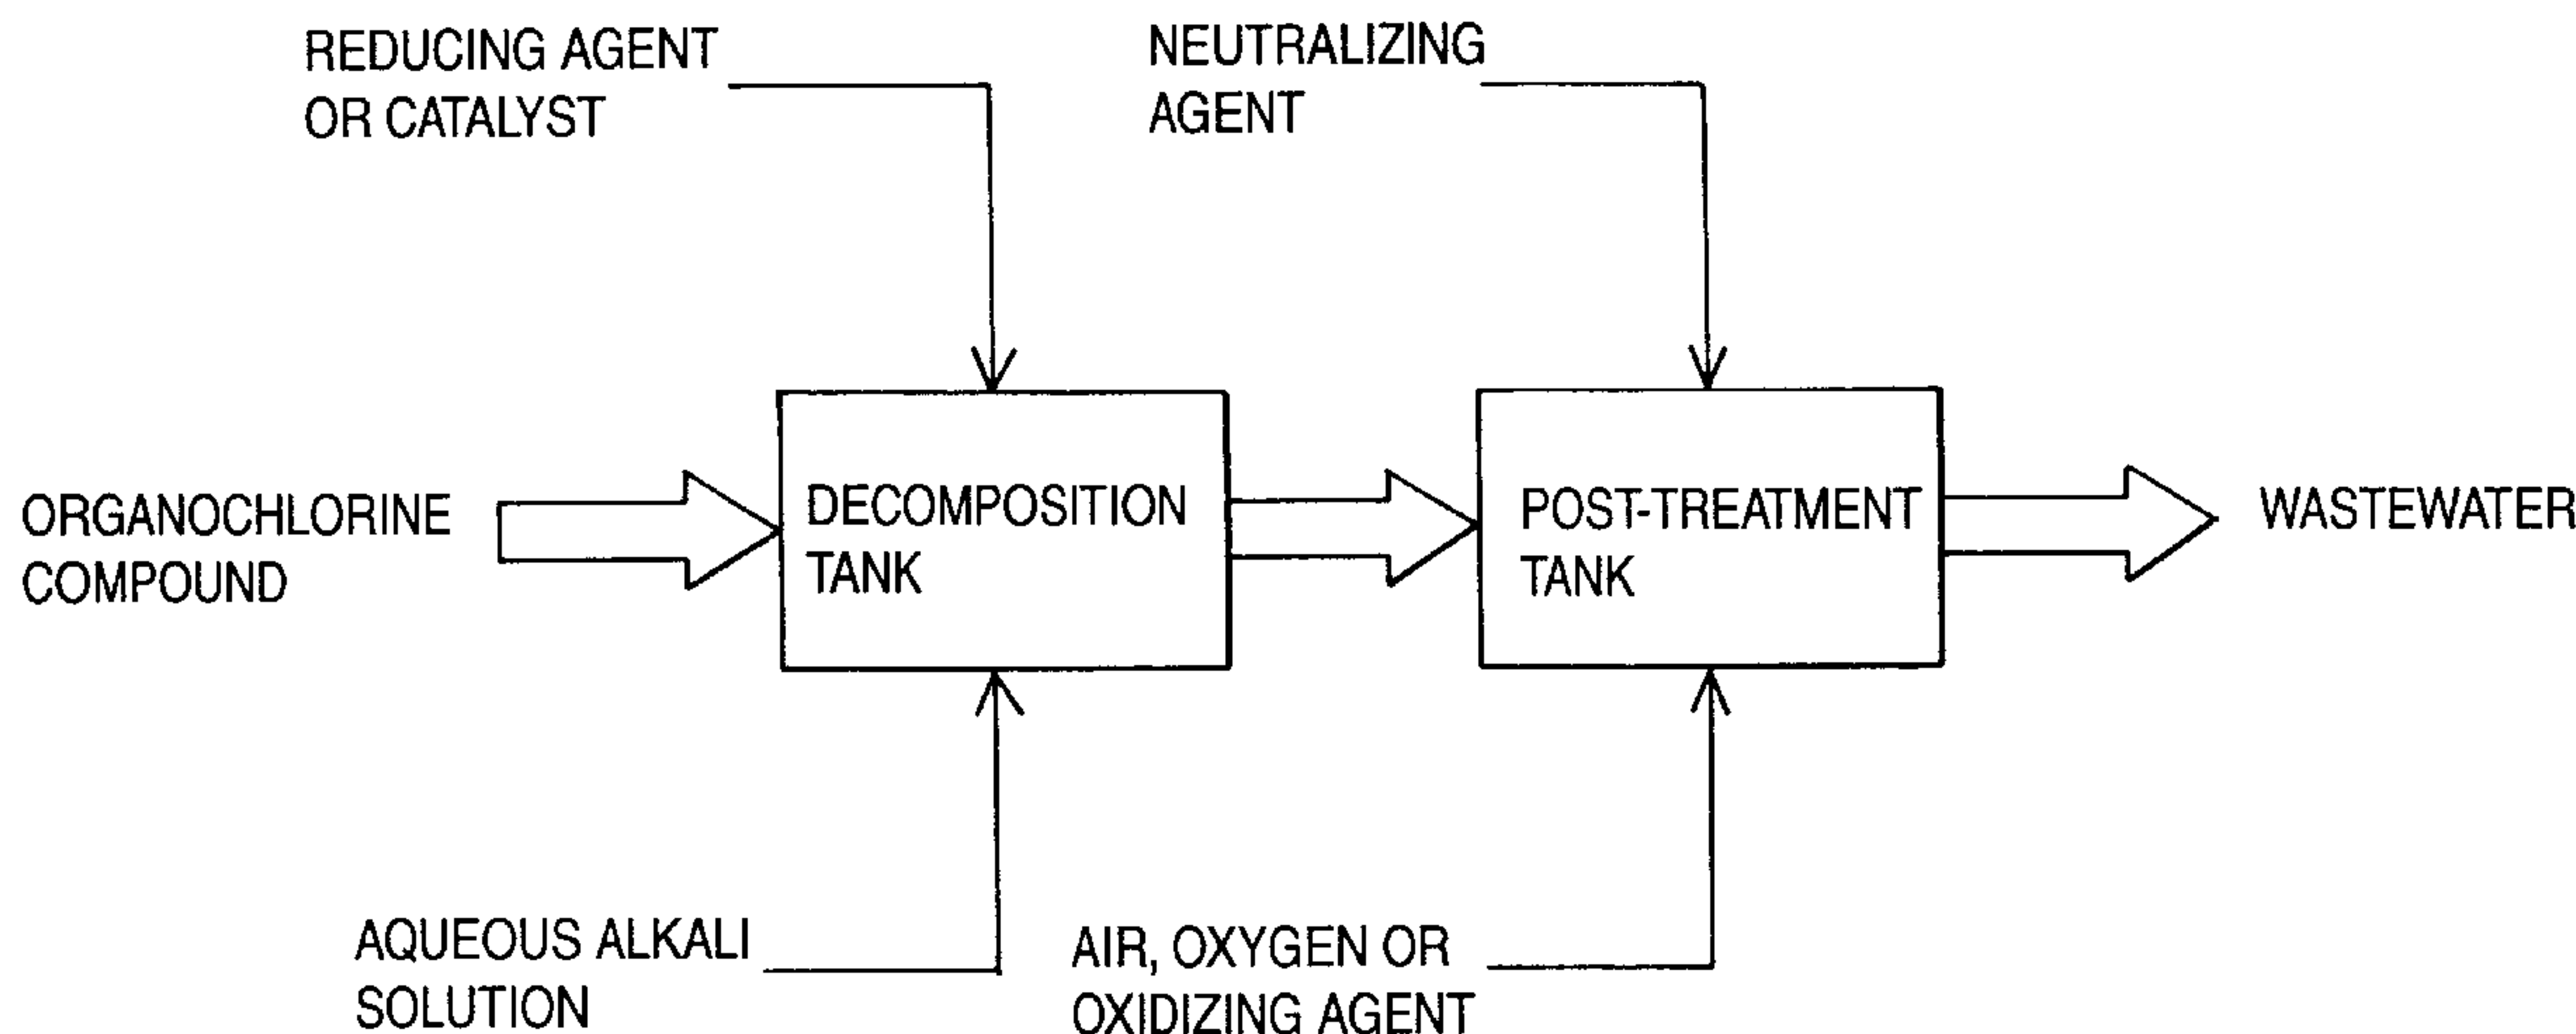 REDUCING AGENT
OR CATALYST
NEUTRALIZING
AGENT
ORGANOCHLORINE
COMPOUND
DECOMPOSITION
TANK
POST-TREATMENT
TANK
WASTEWATER
AQUEOUS ALKALI
SOLUTION
AIR, OXYGEN OR
OXIDIZING AGENT